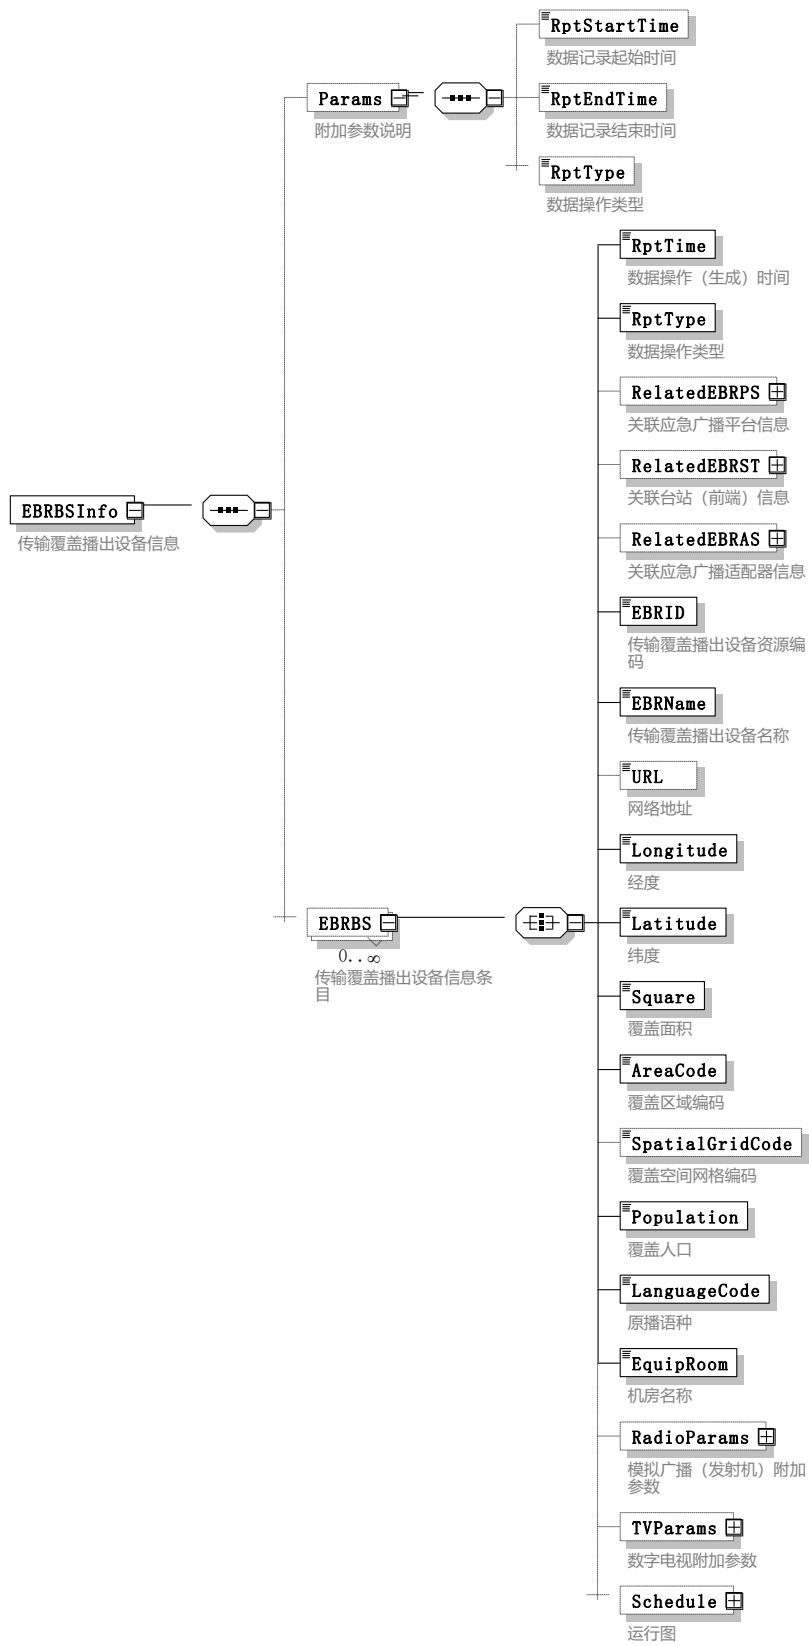 RptStartTime
数据记录起始时间
Params
附加参数说明
RptEndTime
数据记录结束时间
RptType
数据操作类型
RptTime
数据操作（生成）时间
RptType
数据操作类型
RelatedEBRPS
关联应急广播平台信息
RelatedEBRST
关联台站（前端）信息
EBRBSInfo
传输覆盖播出设备信息
RelatedEBRAS
关联应急广播适配器信息
EBRID
传输覆盖播出设备资源编
码
EBRName
传输覆盖播出设备名称
URL
网络地址
Longitude
经度
EBRBS
0..∞
传输覆盖播出设备信息条
目
Latitude
纬度
Square
覆盖面积
AreaCode
覆盖区域编码
SpatialGridCode
覆盖空间网格编码
Population
覆盖人口
LanguageCode
原播语种
EquipRoom
机房名称
RadioParams
模拟广播（发射机）附加
参数
TVParams
数字电视附加参数
Schedule
运行图